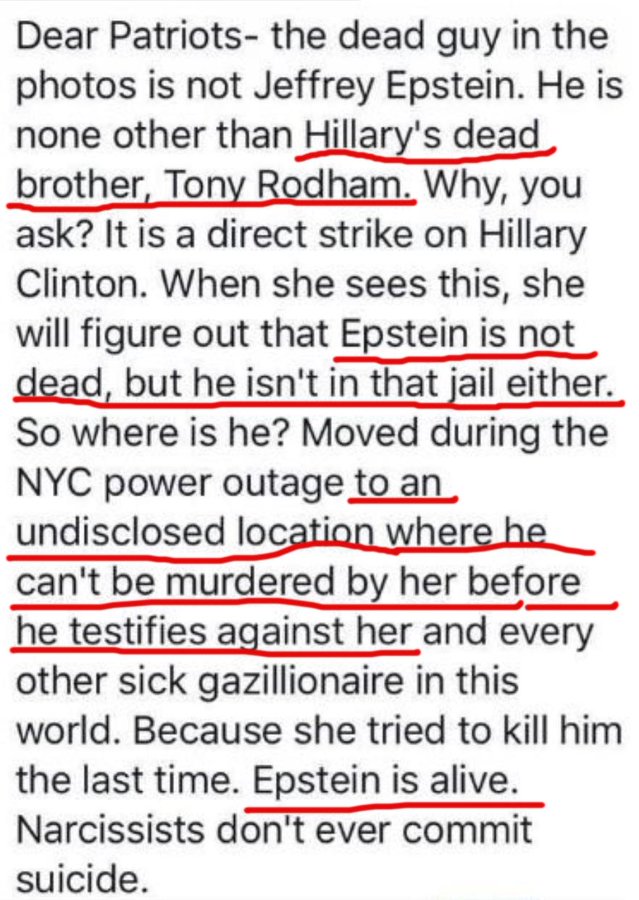 Dear Patriots- the dead guy in the
photos is not Jeffrey Epstein. He is
none other than Hillary's dead
brother, Tony Rodham. Why, you
ask? It is a direct strike on Hillary
Clinton. When she sees this, she
will figure out that Epstein is not
dead, but he isn't in that jail either.
So where is he? Moved during the
NYC power outage to an
undisclosed location where he
can't be murdered by her before
he testifies against her and every
other sick gazillionaire in this
world. Because she tried to kill him
the last time. Epstein is alive.
Narcissists don't ever commit
suicide.